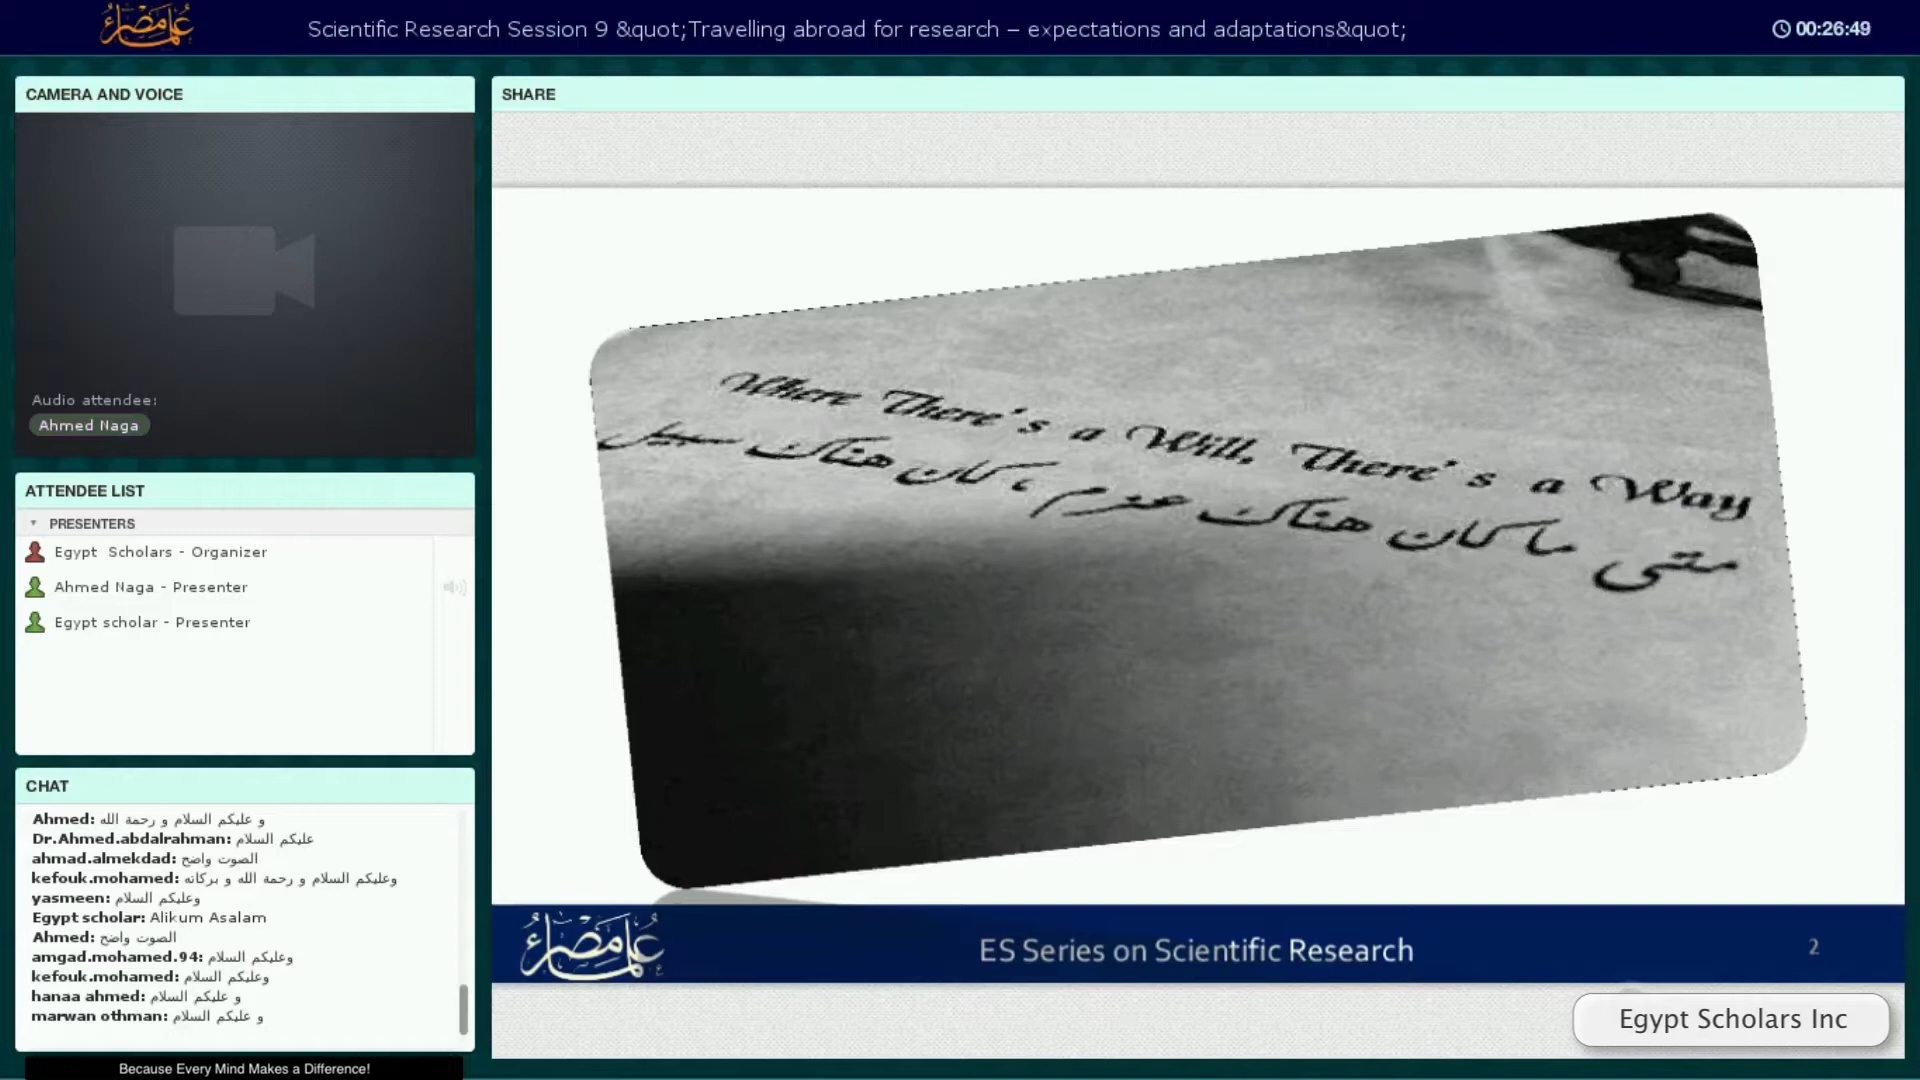 علماء مصر
Scientific Research Session 9 &quot;Travelling abroad for research – expectations and adaptations&quot;
00:26:49
CAMERA AND VOICE
Audio attendee:
Ahmed Naga
ATTENDEE LIST
PRESENTERS
Egypt Scholars - Organizer
Ahmed Naga - Presenter
Egypt scholar - Presenter
CHAT
Ahmed: و عليكم السلام و رحمة الله
Dr.Ahmed.abdalrahman: عليكم السلام
ahmad.almekdad: الصوت واضح
kefouk.mohamed: وعليكم السلام و رحمة الله و بركاته
yasmeen: وعليكم السلام
Egypt scholar: Alikum Asalam
Ahmed: الصوت واضح
amgad.mohamed.94: وعليكم السلام
kefouk.mohamed: وعليكم السلام
hanaa ahmed: و عليكم السلام
marwan othman: و عليكم السلام
Because Every Mind Makes a Difference!
SHARE
Where There's a Will, There's a Way
متى ما كان هناك عزم ، كان هناك سبيل
علماء مصر
ES Series on Scientific Research
2
Egypt Scholars Inc